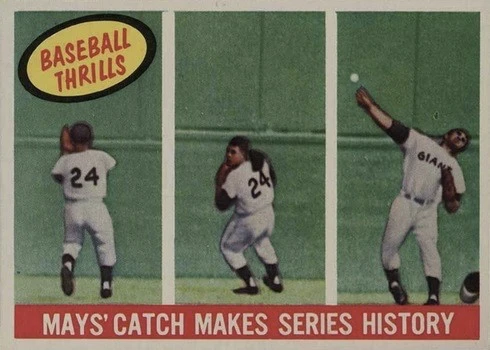 BASEBALL
THRILLS
24
24
GIAN
MAYS' CATCH MAKES SERIES HISTORY